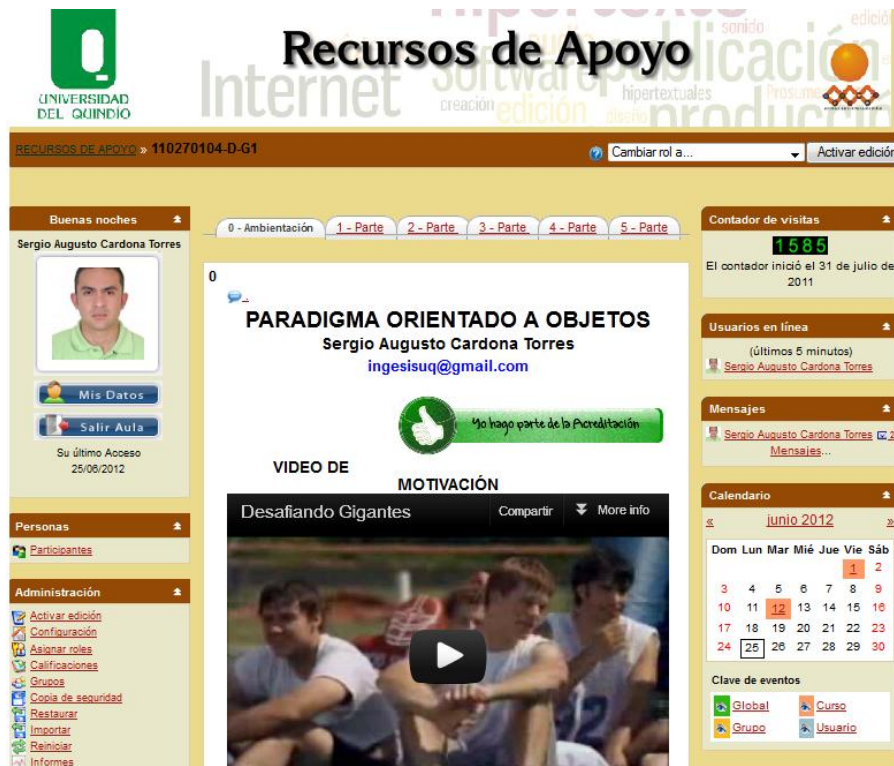 UNIVERSIDAD
DEL QUINDÍO
Recursos de Apoyo
Internet
Software
hipertexto
publicación
sonido
edición
creación
edición
hipertextuales
diseño
Prosume
producción
RECURSOS DE APOYO » 110270104-D-G1
Cambiar rol a...
Activar edición
Buenas noches
Sergio Augusto Cardona Torres
Mis Datos
Salir Aula
Su último Acceso
25/06/2012
Personas
Participantes
Administración
Activar edición
Configuración
Asignar roles
Calificaciones
Grupos
Copia de seguridad
Restaurar
Importar
Reiniciar
Informes
0 - Ambientación
1 - Parte
2 - Parte
3 - Parte
4 - Parte
5 - Parte
0
PARADIGMA ORIENTADO A OBJETOS
Sergio Augusto Cardona Torres
ingesisuq@gmail.com
Yo hago parte de la Acreditación
VIDEO DE
MOTIVACIÓN
Desafiando Gigantes
Compartir
More info
Contador de visitas
1585
El contador inició el 31 de julio de
2011
Usuarios en línea
(últimos 5 minutos)
Sergio Augusto Cardona Torres
Mensajes
Sergio Augusto Cardona Torres 2
Mensajes...
Calendario
« junio 2012 »
Dom Lun Mar Mié Jue Vie Sáb
1 2
3 4 5 6 7 8 9
10 11 12 13 14 15 16
17 18 19 20 21 22 23
24 25 26 27 28 29 30
Clave de eventos
Global
Curso
Grupo
Usuario